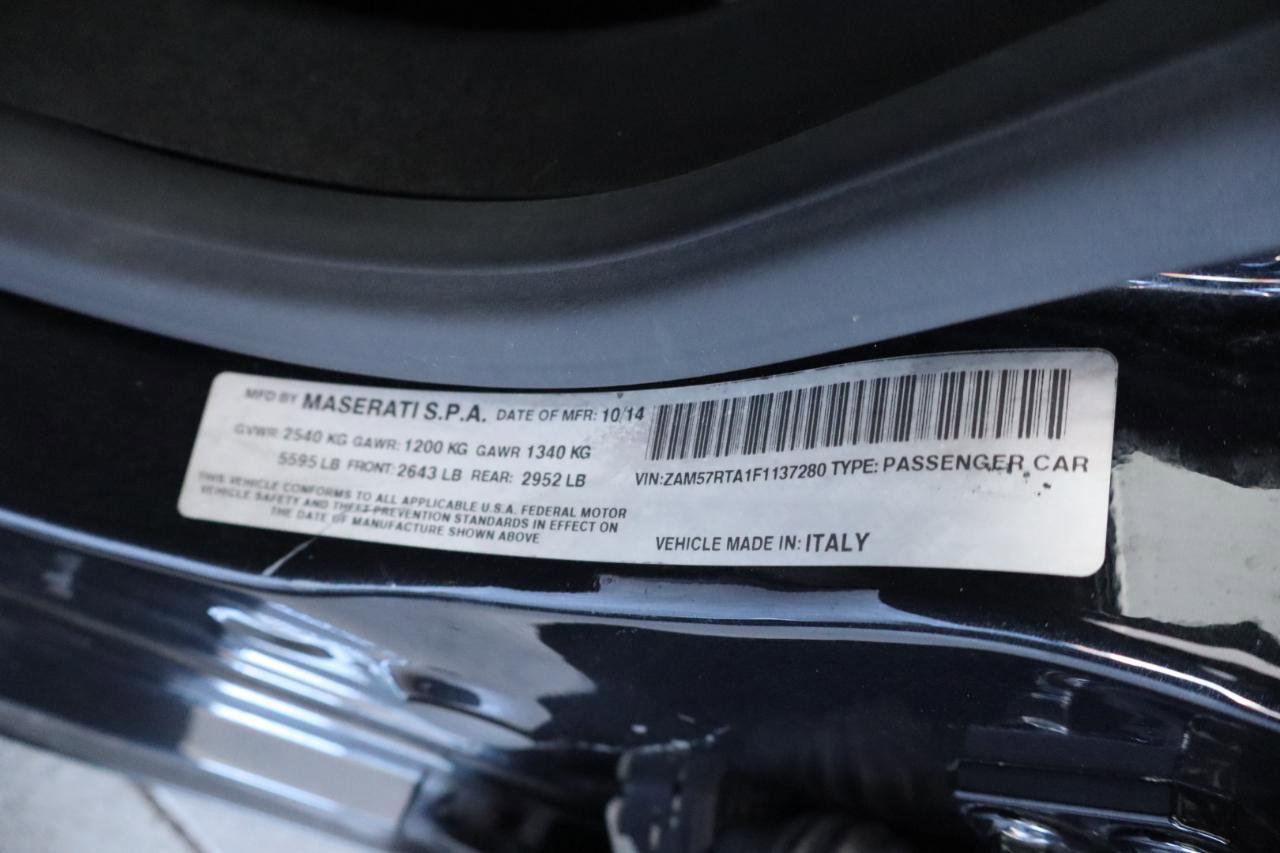 MFD BY MASERATI S.P.A. DATE OF MFR: 10/14
GVWR: 2540 KG GAWR: 1200 KG GAWR 1340 KG
5595 LB FRONT: 2643 LB REAR: 2952 LB
THIS VEHICLE CONFORMS TO ALL APPLICABLE U.S.A. FEDERAL MOTOR
VEHICLE SAFETY AND THEFT PREVENTION STANDARDS IN EFFECT ON
THE DATE OF MANUFACTURE SHOWN ABOVE
VIN:ZAM57RTA1F1137280 TYPE: PASSENGER CAR
VEHICLE MADE IN: ITALY